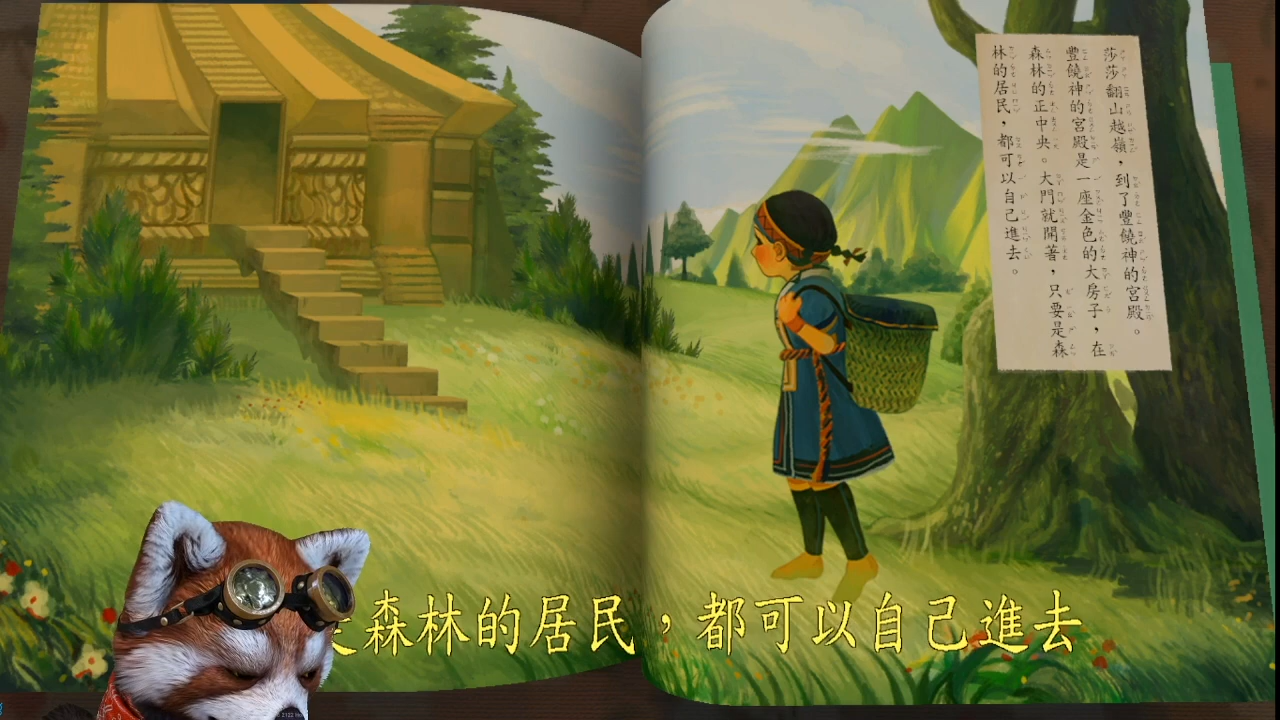 莎莎翻山越嶺，到了豐饒神的宮殿。
豐饒神的宮殿是一座金色的大房子，在
森林的正中央。大門就開著，只要是森
林的居民，都可以自己進去。
森林的居民，都可以自己進去